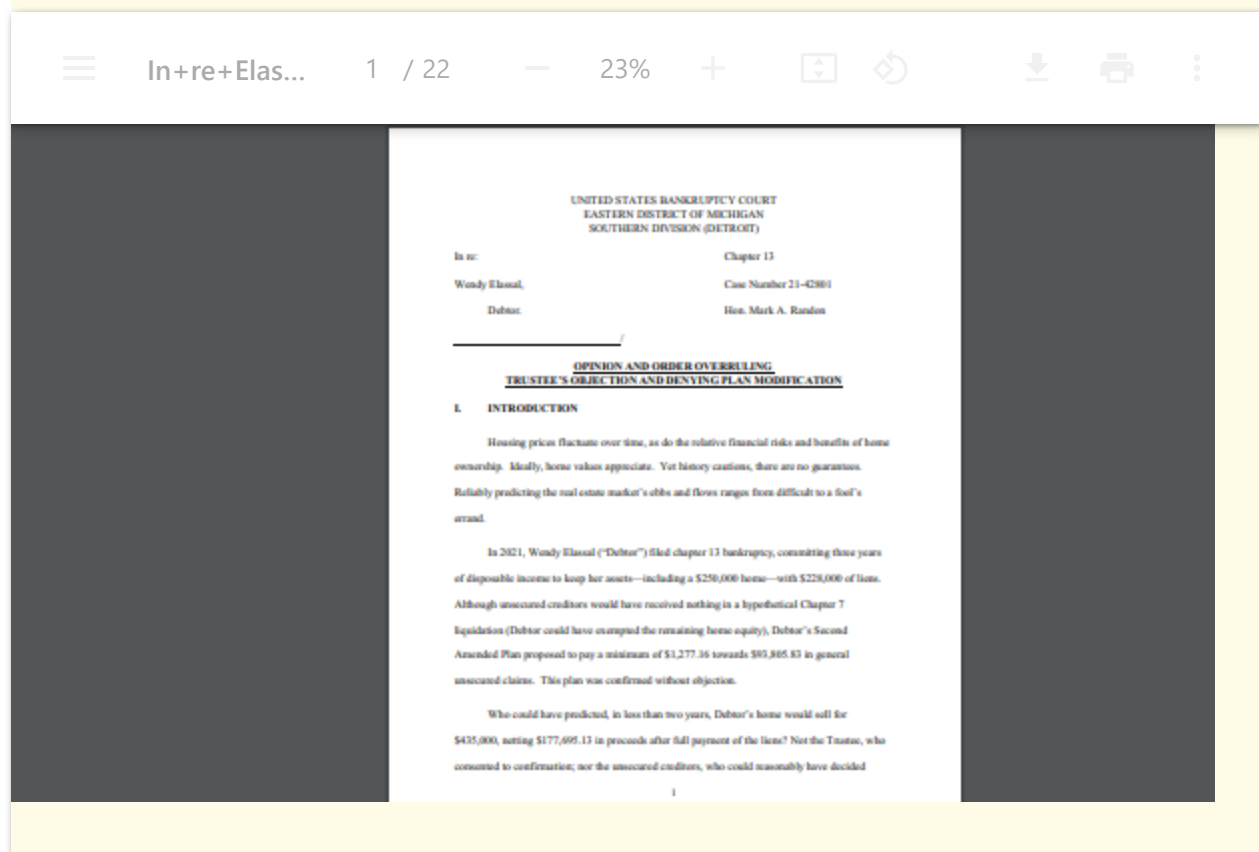 In+re+Elas... 1 / 22 23%
UNITED STATES BANKRUPTCY COURT
EASTERN DISTRICT OF MICHIGAN
SOUTHERN DIVISION (DETROIT)
In re: Chapter 13
Wendy Elassal, Case Number 21-42801
Debtor. Hon. Mark A. Randon
/
OPINION AND ORDER OVERRULING
TRUSTEE'S OBJECTION AND DENYING PLAN MODIFICATION
I. INTRODUCTION
Housing prices fluctuate over time, as do the relative financial risks and benefits of home
ownership. Ideally, home values appreciate. Yet history cautions, there are no guarantees.
Reliably predicting the real estate market's ebbs and flows ranges from difficult to a fool's
errand.
In 2021, Wendy Elassal ("Debtor") filed chapter 13 bankruptcy, committing three years
of disposable income to keep her assets—including a $250,000 home—with $228,000 of liens.
Although unsecured creditors would have received nothing in a hypothetical Chapter 7
liquidation (Debtor could have exempted the remaining home equity), Debtor's Second
Amended Plan proposed to pay a minimum of $1,277.16 towards $93,805.83 in general
unsecured claims. This plan was confirmed without objection.
Who could have predicted, in less than two years, Debtor's home would sell for
$435,000, netting $177,695.13 in proceeds after full payment of the liens? Not the Trustee, who
consented to confirmation; nor the unsecured creditors, who could reasonably have decided
1